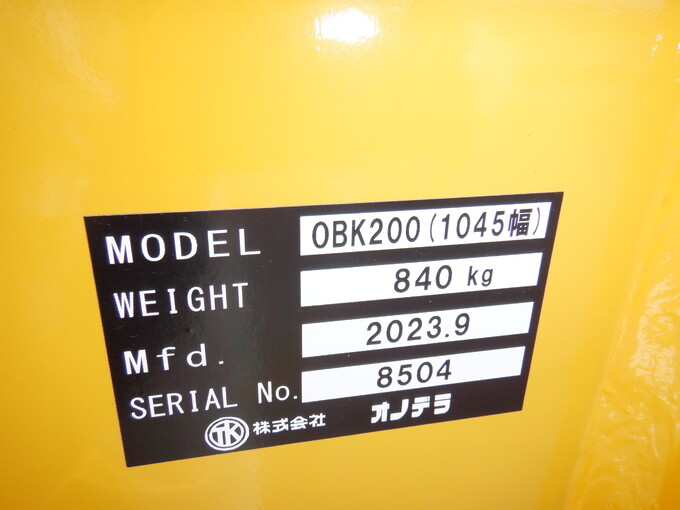 MODEL OBK200(1045幅)
WEIGHT 840 kg
Mfd. 2023.9
SERIAL No. 8504
TK 株式会社 オノデラ